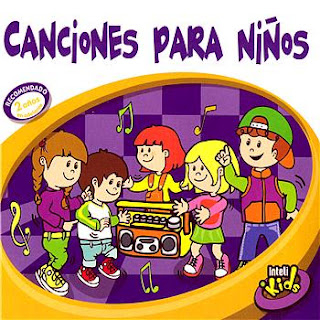 CANCIONES PARA NIÑOS
RECOMENDADO
2 años
inteli
Kids